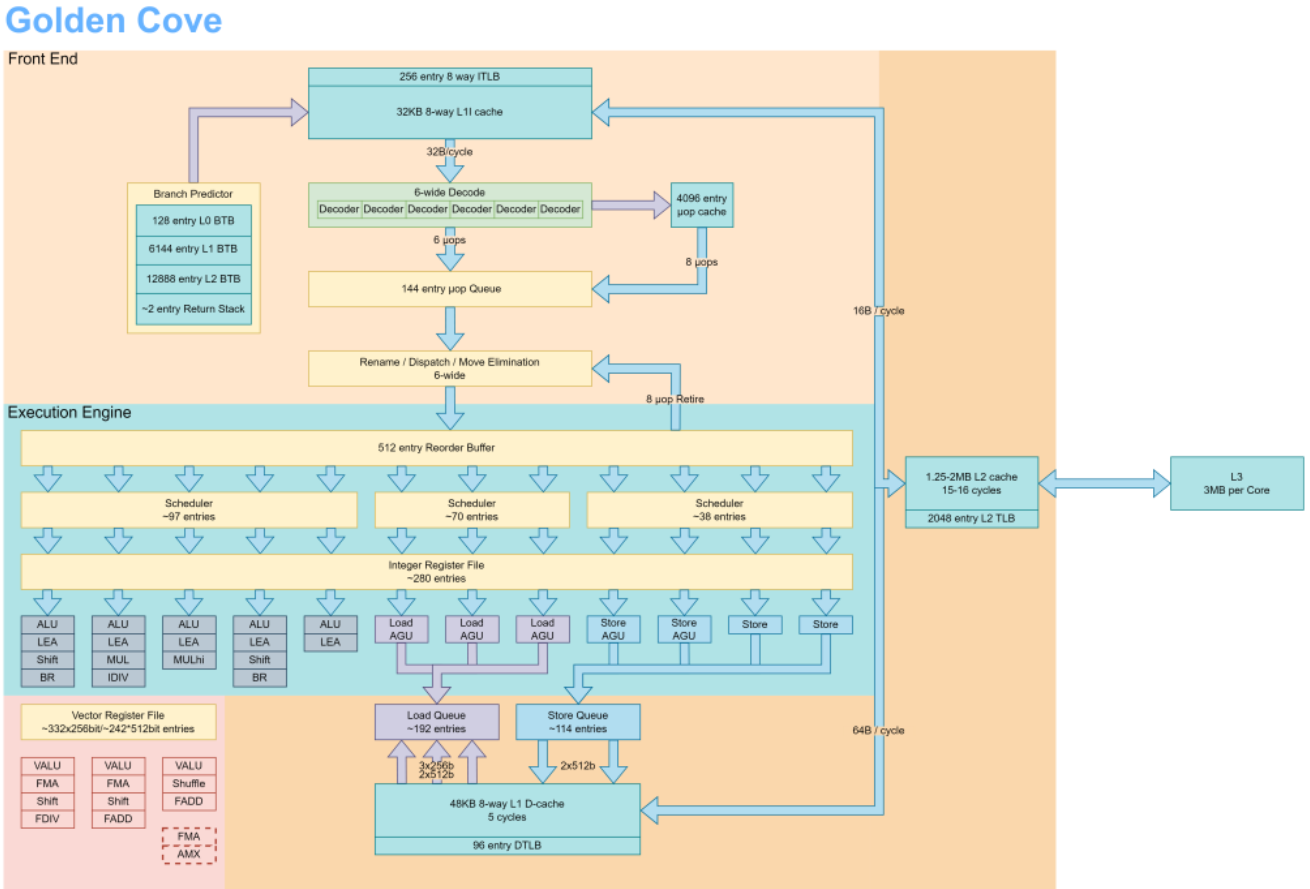 Golden Cove
Front End
256 entry 8 way ITLB
32KB 8-way L1I cache
32B/cycle
Branch Predictor
128 entry L0 BTB
6144 entry L1 BTB
12888 entry L2 BTB
~2 entry Return Stack
6-wide Decode
Decoder Decoder Decoder Decoder Decoder Decoder
4096 entry
μop cache
6 μops
8 μops
144 entry μop Queue
16B / cycle
Rename / Dispatch / Move Elimination
6-wide
8 μop Retire
Execution Engine
512 entry Reorder Buffer
Scheduler
~97 entries
Scheduler
~70 entries
Scheduler
~38 entries
1.25-2MB L2 cache
15-16 cycles
2048 entry L2 TLB
L3
3MB per Core
Integer Register File
~280 entries
ALU
LEA
Shift
BR
ALU
LEA
MUL
IDIV
ALU
LEA
MULhi
ALU
LEA
Shift
BR
ALU
LEA
Load
AGU
Load
AGU
Load
AGU
Store
AGU
Store
AGU
Store
Store
Vector Register File
~332x256bit/~242*512bit entries
Load Queue
~192 entries
Store Queue
~114 entries
64B / cycle
VALU
FMA
Shift
FDIV
VALU
FMA
Shift
FADD
VALU
Shuffle
FADD
FMA
AMX
3x256b
2x512b
2x512b
48KB 8-way L1 D-cache
5 cycles
96 entry DTLB